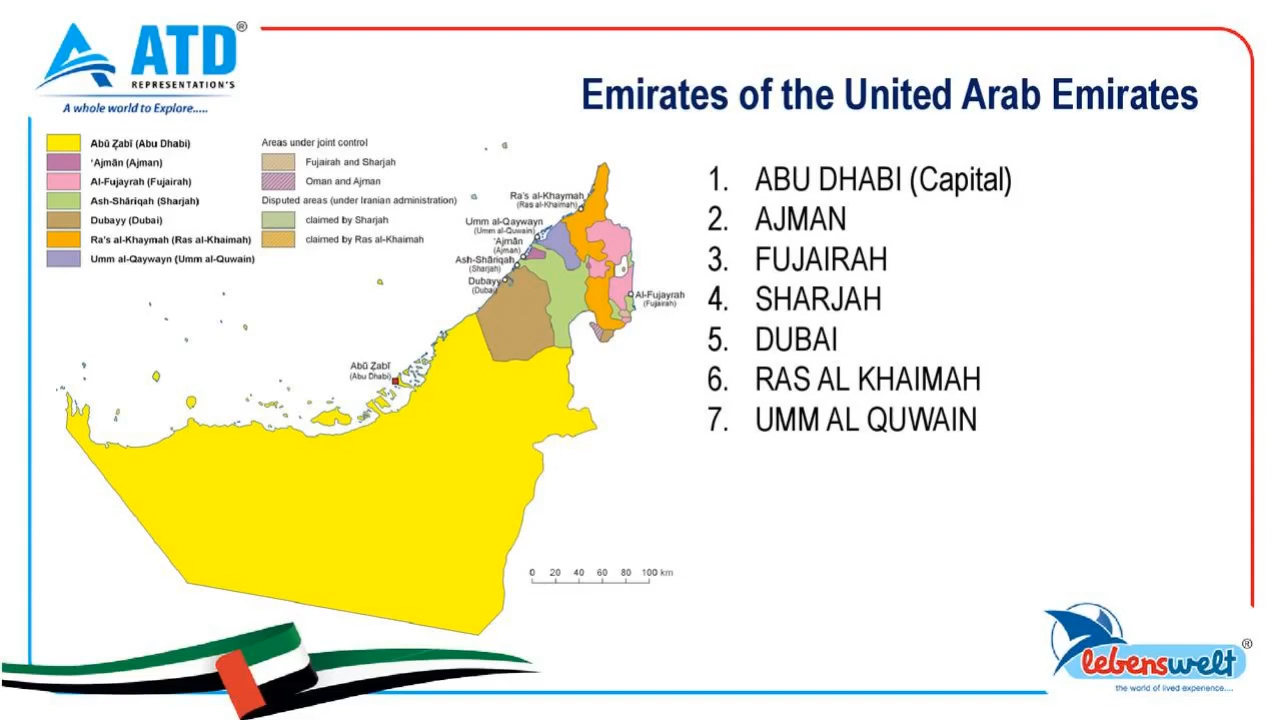 ATD®
REPRESENTATION'S
A whole world to Explore.....
Emirates of the United Arab Emirates
Abū Ẓabī (Abu Dhabi)
'Ajmān (Ajman)
Al-Fujayrah (Fujairah)
Ash-Shāriqah (Sharjah)
Dubayy (Dubai)
Ra's al-Khaymah (Ras al-Khaimah)
Umm al-Qaywayn (Umm al-Quwain)
Areas under joint control
Fujairah and Sharjah
Oman and Ajman
Disputed areas (under Iranian administration)
claimed by Sharjah
claimed by Ras al-Khaimah
Ra's al-Khaymah
(Ras al-Khaimah)
Umm al-Qaywayn
(Umm al-Quwain)
'Ajmān
(Ajman)
Ash-Shāriqah
(Sharjah)
Dubayy
(Dubai)
Al-Fujayrah
(Fujairah)
Abū Ẓabī
(Abu Dhabi)
0 20 40 60 80 100 km
1. ABU DHABI (Capital)
2. AJMAN
3. FUJAIRAH
4. SHARJAH
5. DUBAI
6. RAS AL KHAIMAH
7. UMM AL QUWAIN
lebenswelt®
the world of lived experience....